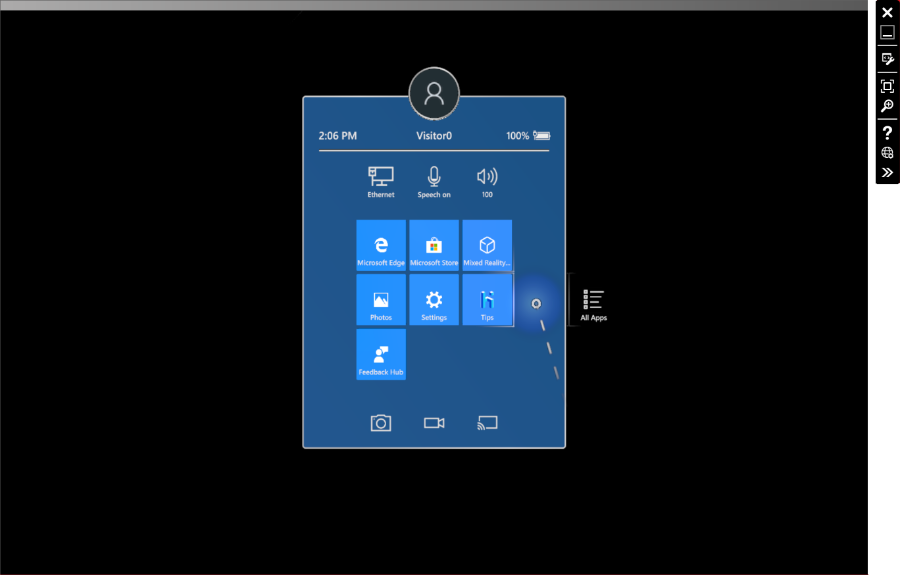 2:06 PM Visitor0 100%
Ethernet Speech on 100
Microsoft Edge Microsoft Store Mixed Reality...
Photos Settings Tips
All Apps
Feedback Hub